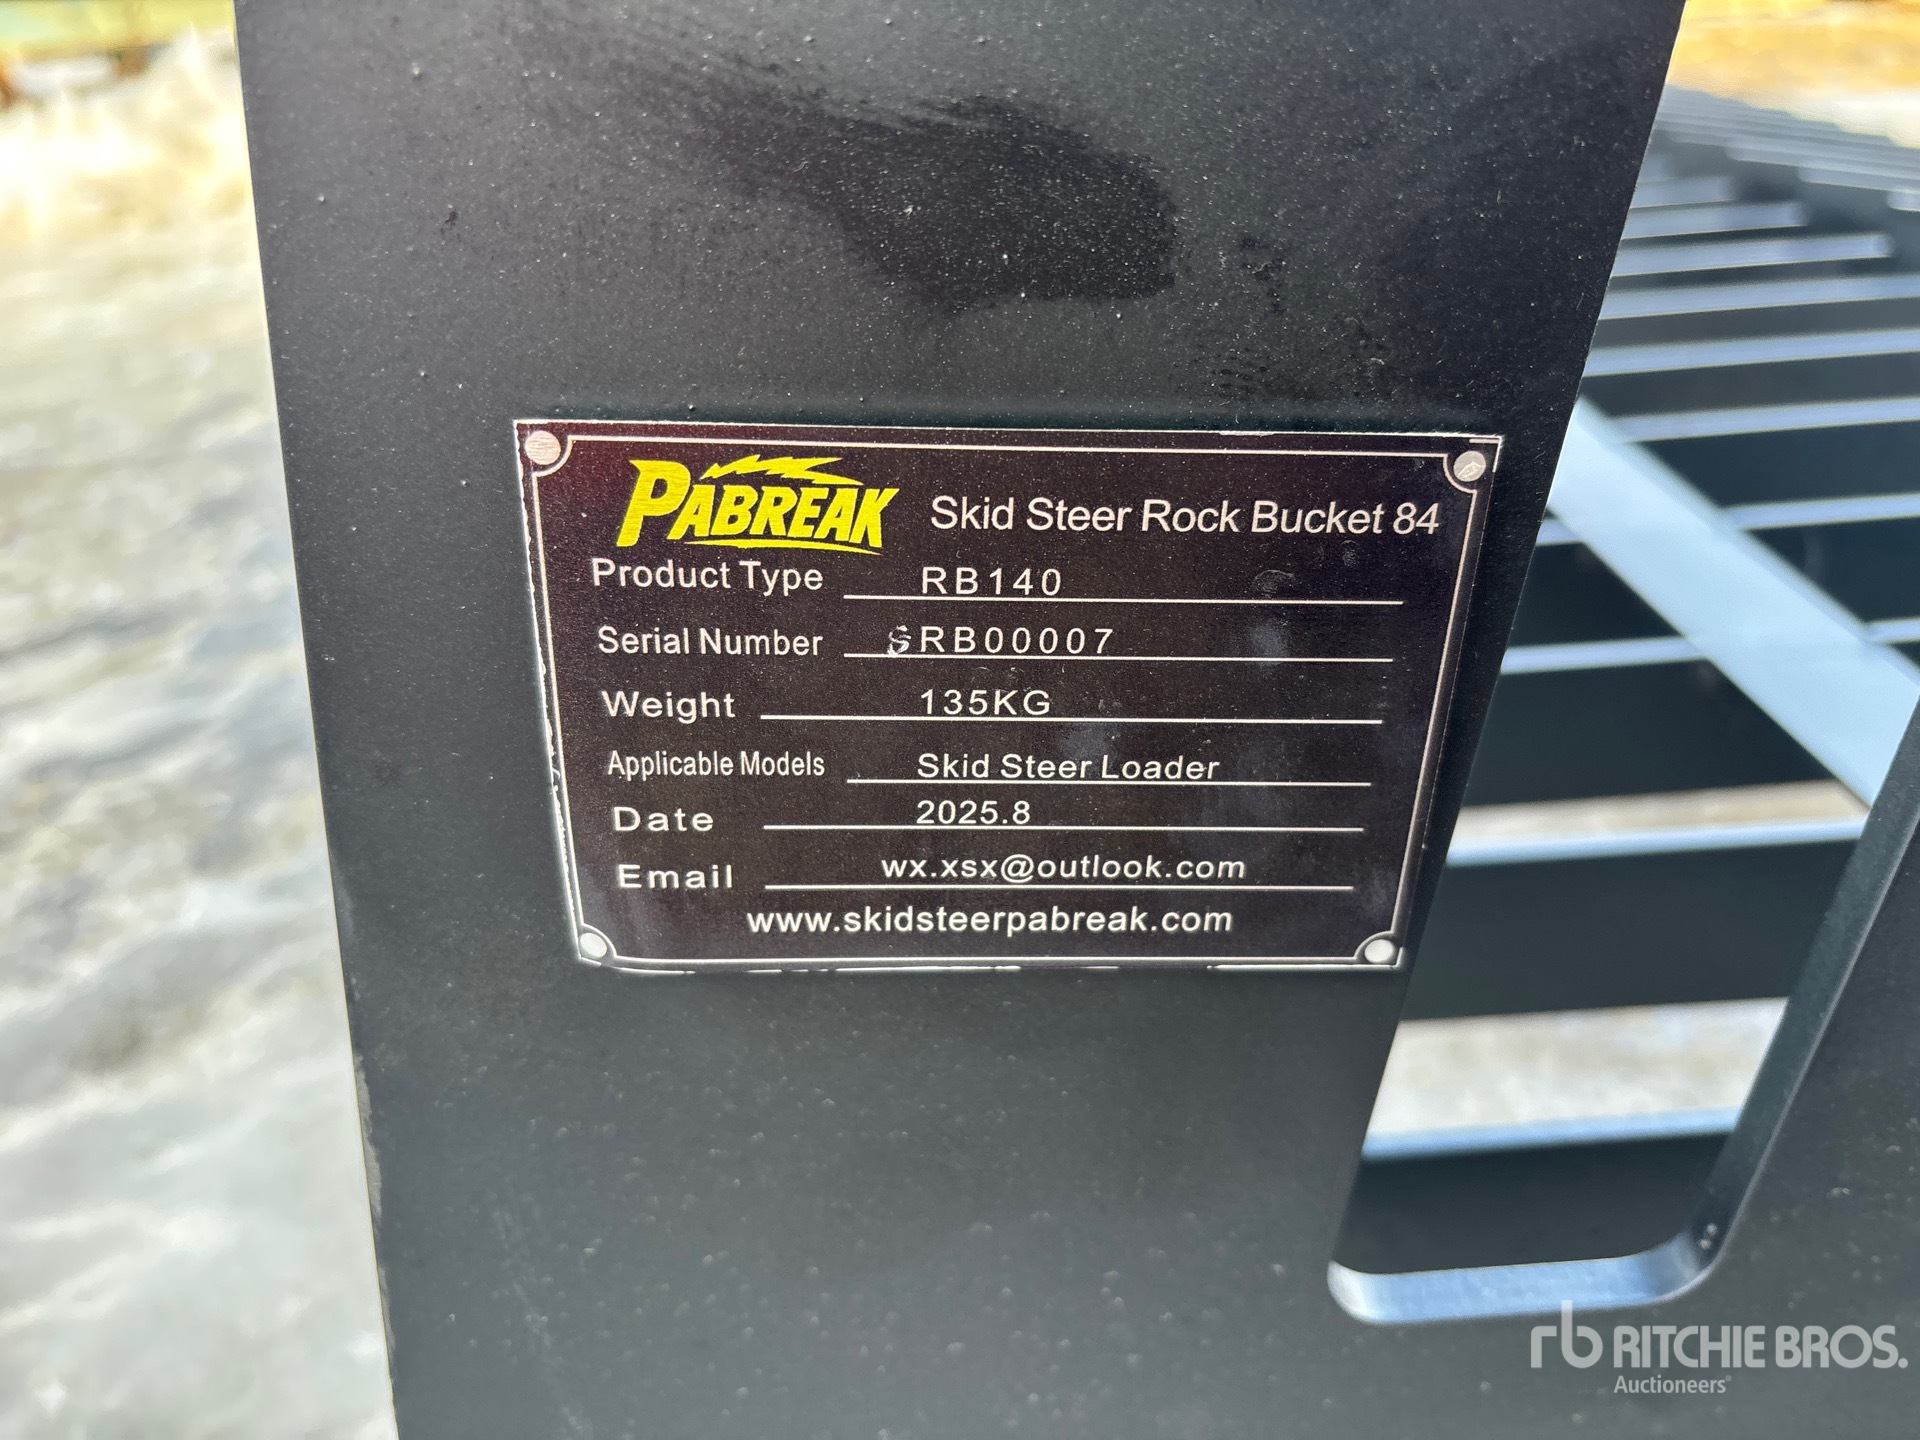 PABREAK Skid Steer Rock Bucket 84
Product Type RB140
Serial Number SRB00007
Weight 135KG
Applicable Models Skid Steer Loader
Date 2025.8
Email wx.xsx@outlook.com
www.skidsteerpabreak.com
rb RITCHIE BROS.
Auctioneers